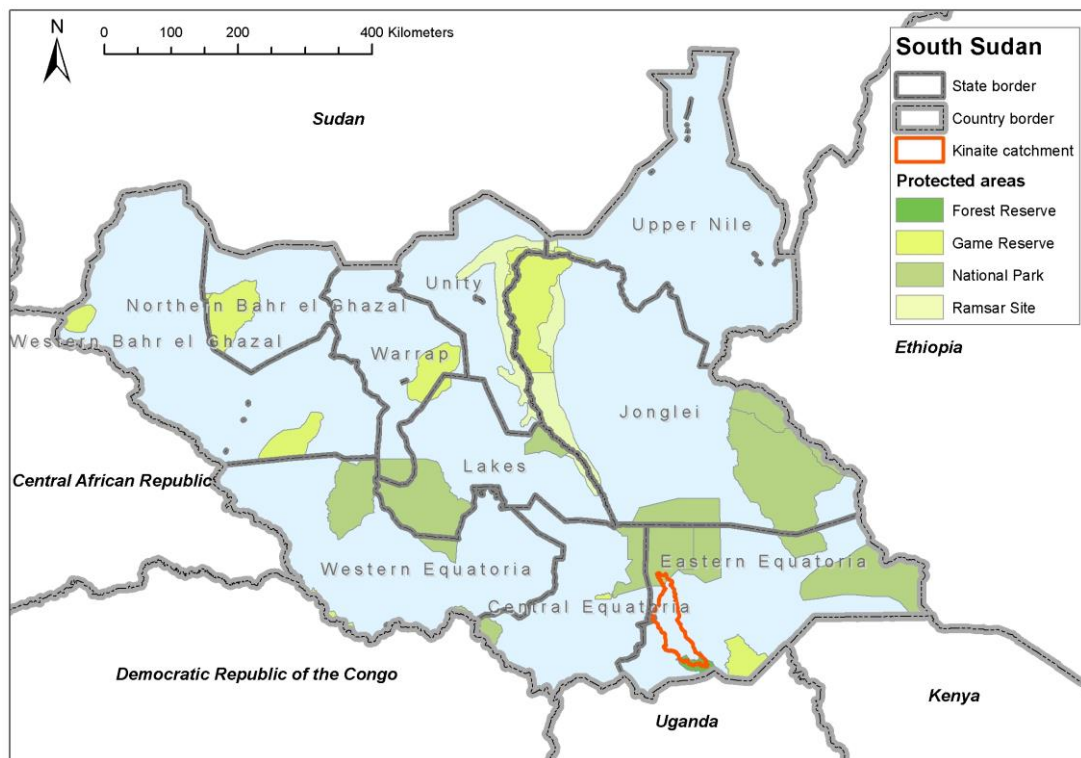 N
0 100 200 400 Kilometers
Sudan
South Sudan
State border
Country border
Kinaite catchment
Protected areas
Forest Reserve
Game Reserve
National Park
Ramsar Site
Upper Nile
Unity
Northern Bahr el Ghazal
Western Bahr el Ghazal
Warrap
Ethiopia
Jonglei
Lakes
Central African Republic
Western Equatoria
Eastern Equatoria
Central Equatoria
Democratic Republic of the Congo
Kenya
Uganda